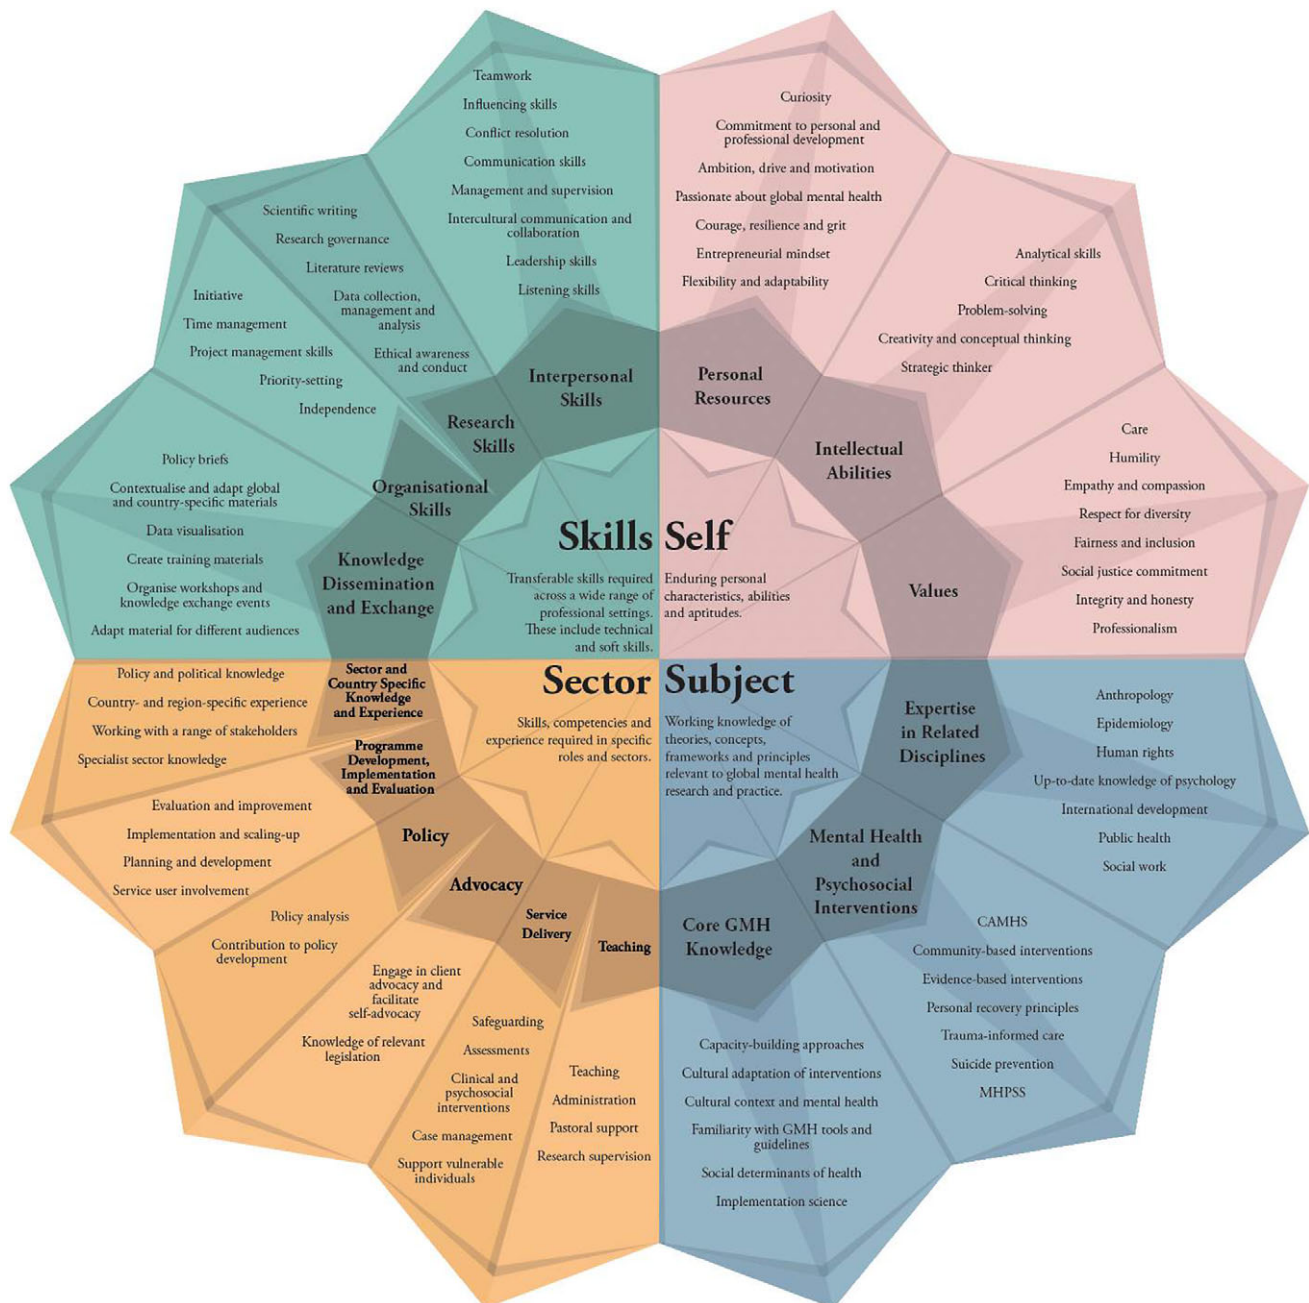 Teamwork
Influencing skills
Conflict resolution
Communication skills
Management and supervision
Intercultural communication and
collaboration
Leadership skills
Listening skills
Interpersonal
Skills
Scientific writing
Research governance
Literature reviews
Data collection,
management and
analysis
Ethical awareness
and conduct
Research
Skills
Initiative
Time management
Project management skills
Priority-setting
Independence
Organisational
Skills
Policy briefs
Contextualise and adapt global
and country-specific materials
Data visualisation
Create training materials
Organise workshops and
knowledge exchange events
Adapt material for different audiences
Knowledge
Dissemination
and Exchange
Skills
Transferable skills required
across a wide range of
professional settings.
These include technical
and soft skills.
Curiosity
Commitment to personal and
professional development
Ambition, drive and motivation
Passionate about global mental health
Courage, resilience and grit
Entrepreneurial mindset
Flexibility and adaptability
Personal
Resources
Analytical skills
Critical thinking
Problem-solving
Creativity and conceptual thinking
Strategic thinker
Intellectual
Abilities
Care
Humility
Empathy and compassion
Respect for diversity
Fairness and inclusion
Social justice commitment
Integrity and honesty
Professionalism
Values
Self
Enduring personal
characteristics, abilities
and aptitudes.
Sector
Skills, competencies and
experience required in specific
roles and sectors.
Policy and political knowledge
Country- and region-specific experience
Working with a range of stakeholders
Specialist sector knowledge
Sector and
Country Specific
Knowledge
and Experience
Evaluation and improvement
Implementation and scaling-up
Planning and development
Service user involvement
Programme
Development,
Implementation
and Evaluation
Policy analysis
Contribution to policy
development
Policy
Engage in client
advocacy and
facilitate
self-advocacy
Knowledge of relevant
legislation
Advocacy
Safeguarding
Assessments
Clinical and
psychosocial
interventions
Case management
Support vulnerable
individuals
Service
Delivery
Teaching
Administration
Pastoral support
Research supervision
Teaching
Subject
Working knowledge of
theories, concepts,
frameworks and principles
relevant to global mental health
research and practice.
Expertise
in Related
Disciplines
Anthropology
Epidemiology
Human rights
Up-to-date knowledge of psychology
International development
Public health
Social work
Mental Health
and
Psychosocial
Interventions
CAMHS
Community-based interventions
Evidence-based interventions
Personal recovery principles
Trauma-informed care
Suicide prevention
MHPSS
Core GMH
Knowledge
Capacity-building approaches
Cultural adaptation of interventions
Cultural context and mental health
Familiarity with GMH tools and
guidelines
Social determinants of health
Implementation science